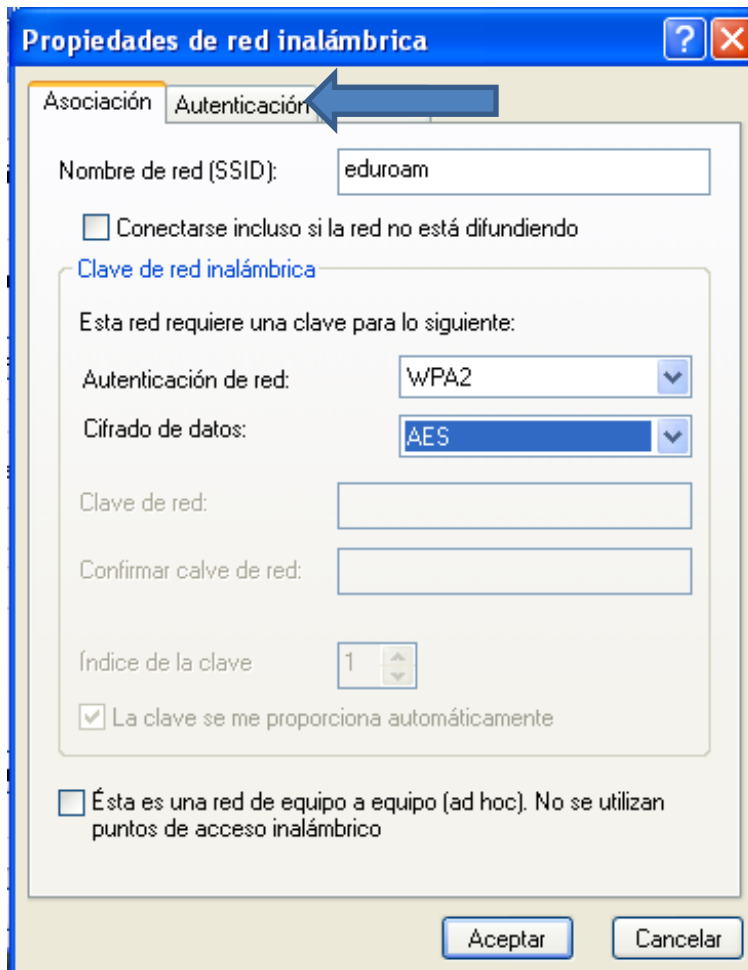 Propiedades de red inalámbrica
Asociación Autenticación
Nombre de red (SSID): eduroam
Conectarse incluso si la red no está difundiendo
Clave de red inalámbrica
Esta red requiere una clave para lo siguiente:
Autenticación de red: WPA2
Cifrado de datos: AES
Clave de red:
Confirmar calve de red:
Índice de la clave 1
La clave se me proporciona automáticamente
Ésta es una red de equipo a equipo (ad hoc). No se utilizan
puntos de acceso inalámbrico
Aceptar Cancelar